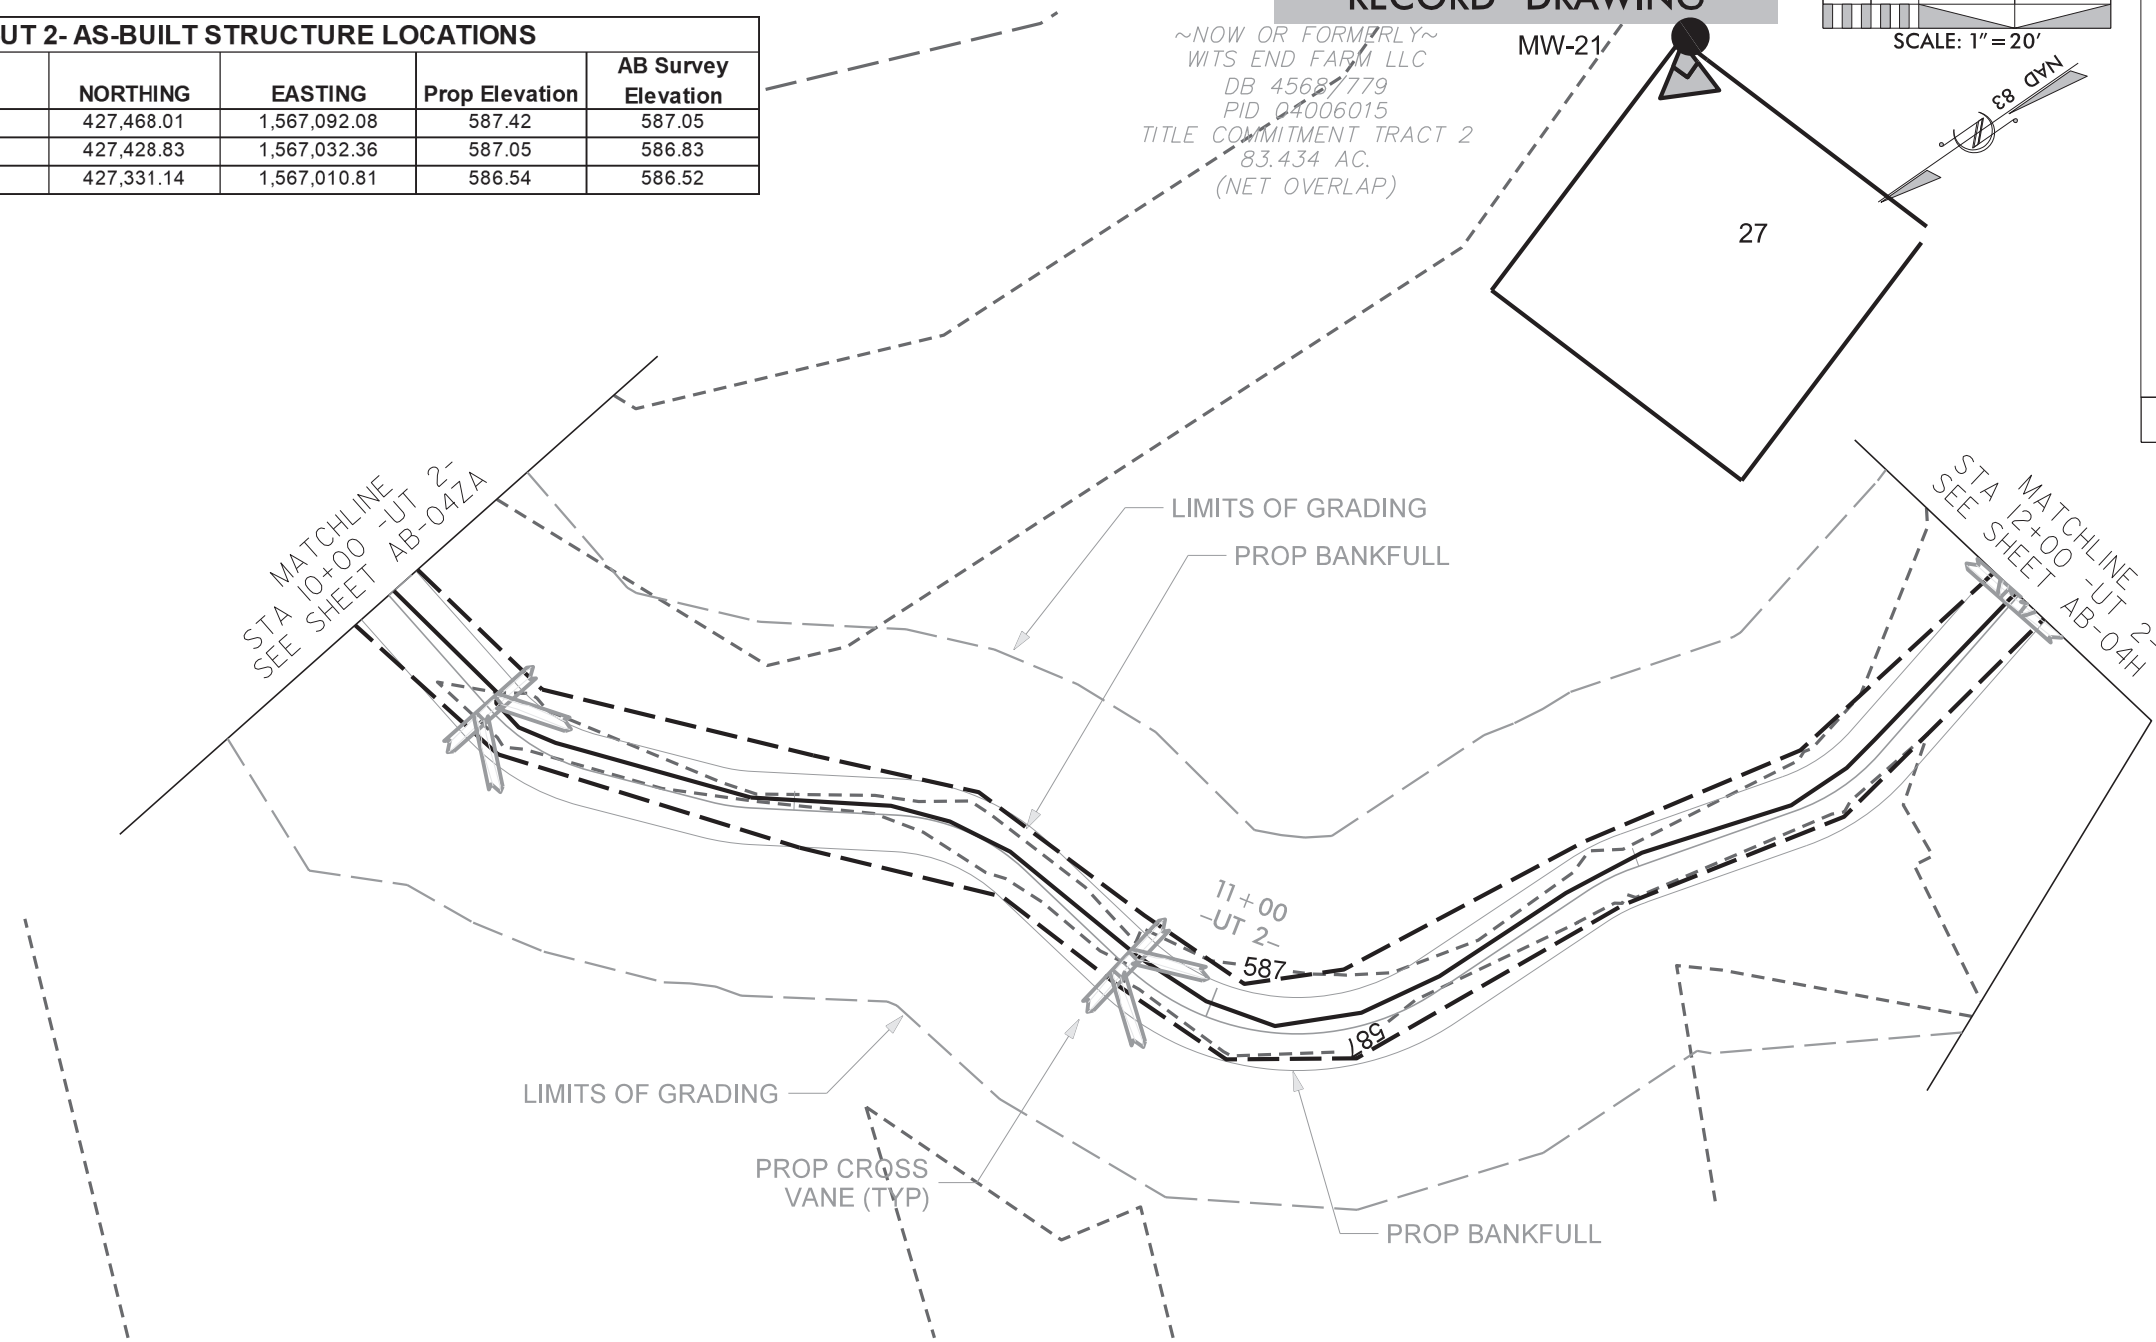 UT 2- AS-BUILT STRUCTURE LOCATIONS
NORTHING EASTING Prop Elevation AB Survey Elevation
427,468.01 1,567,092.08 587.42 587.05
427,428.83 1,567,032.36 587.05 586.83
427,331.14 1,567,010.81 586.54 586.52
RECORD DRAWING
~NOW OR FORMERLY~
WITS END FARM LLC
DB 4568/779
PID 04006015
TITLE COMMITMENT TRACT 2
83.434 AC.
(NET OVERLAP)
MW-21
SCALE: 1"=20'
NAD 83
27
MATCHLINE
STA 10+00 -UT 2-
SEE SHEET AB-04ZA
LIMITS OF GRADING
PROP BANKFULL
MATCHLINE
STA 12+00 -UT 2-
SEE SHEET AB-04H
11+00
-UT 2-
587
587
LIMITS OF GRADING
PROP CROSS
VANE (TYP)
PROP BANKFULL